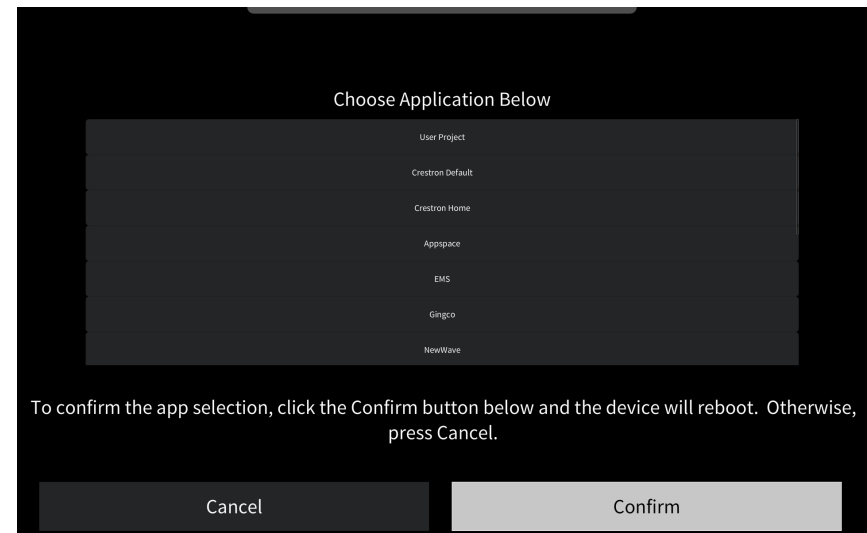 Choose Application Below
User Project
Crestron Default
Crestron Home
Appspace
EMS
Gingco
NewWave
To confirm the app selection, click the Confirm button below and the device will reboot.  Otherwise,
press Cancel.
Cancel
Confirm